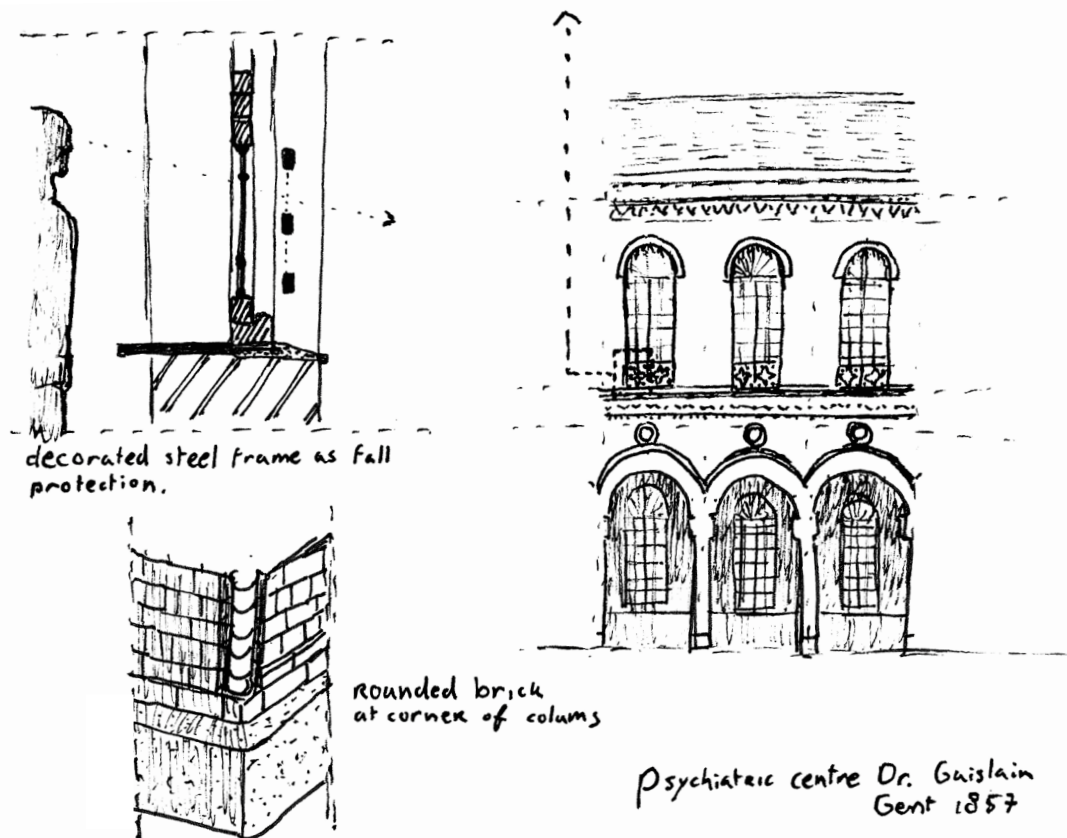 decorated steel frame as fall
protection.
Rounded brick
at corner of colums
Psychiatric centre Dr. Guislain
Gent 1857